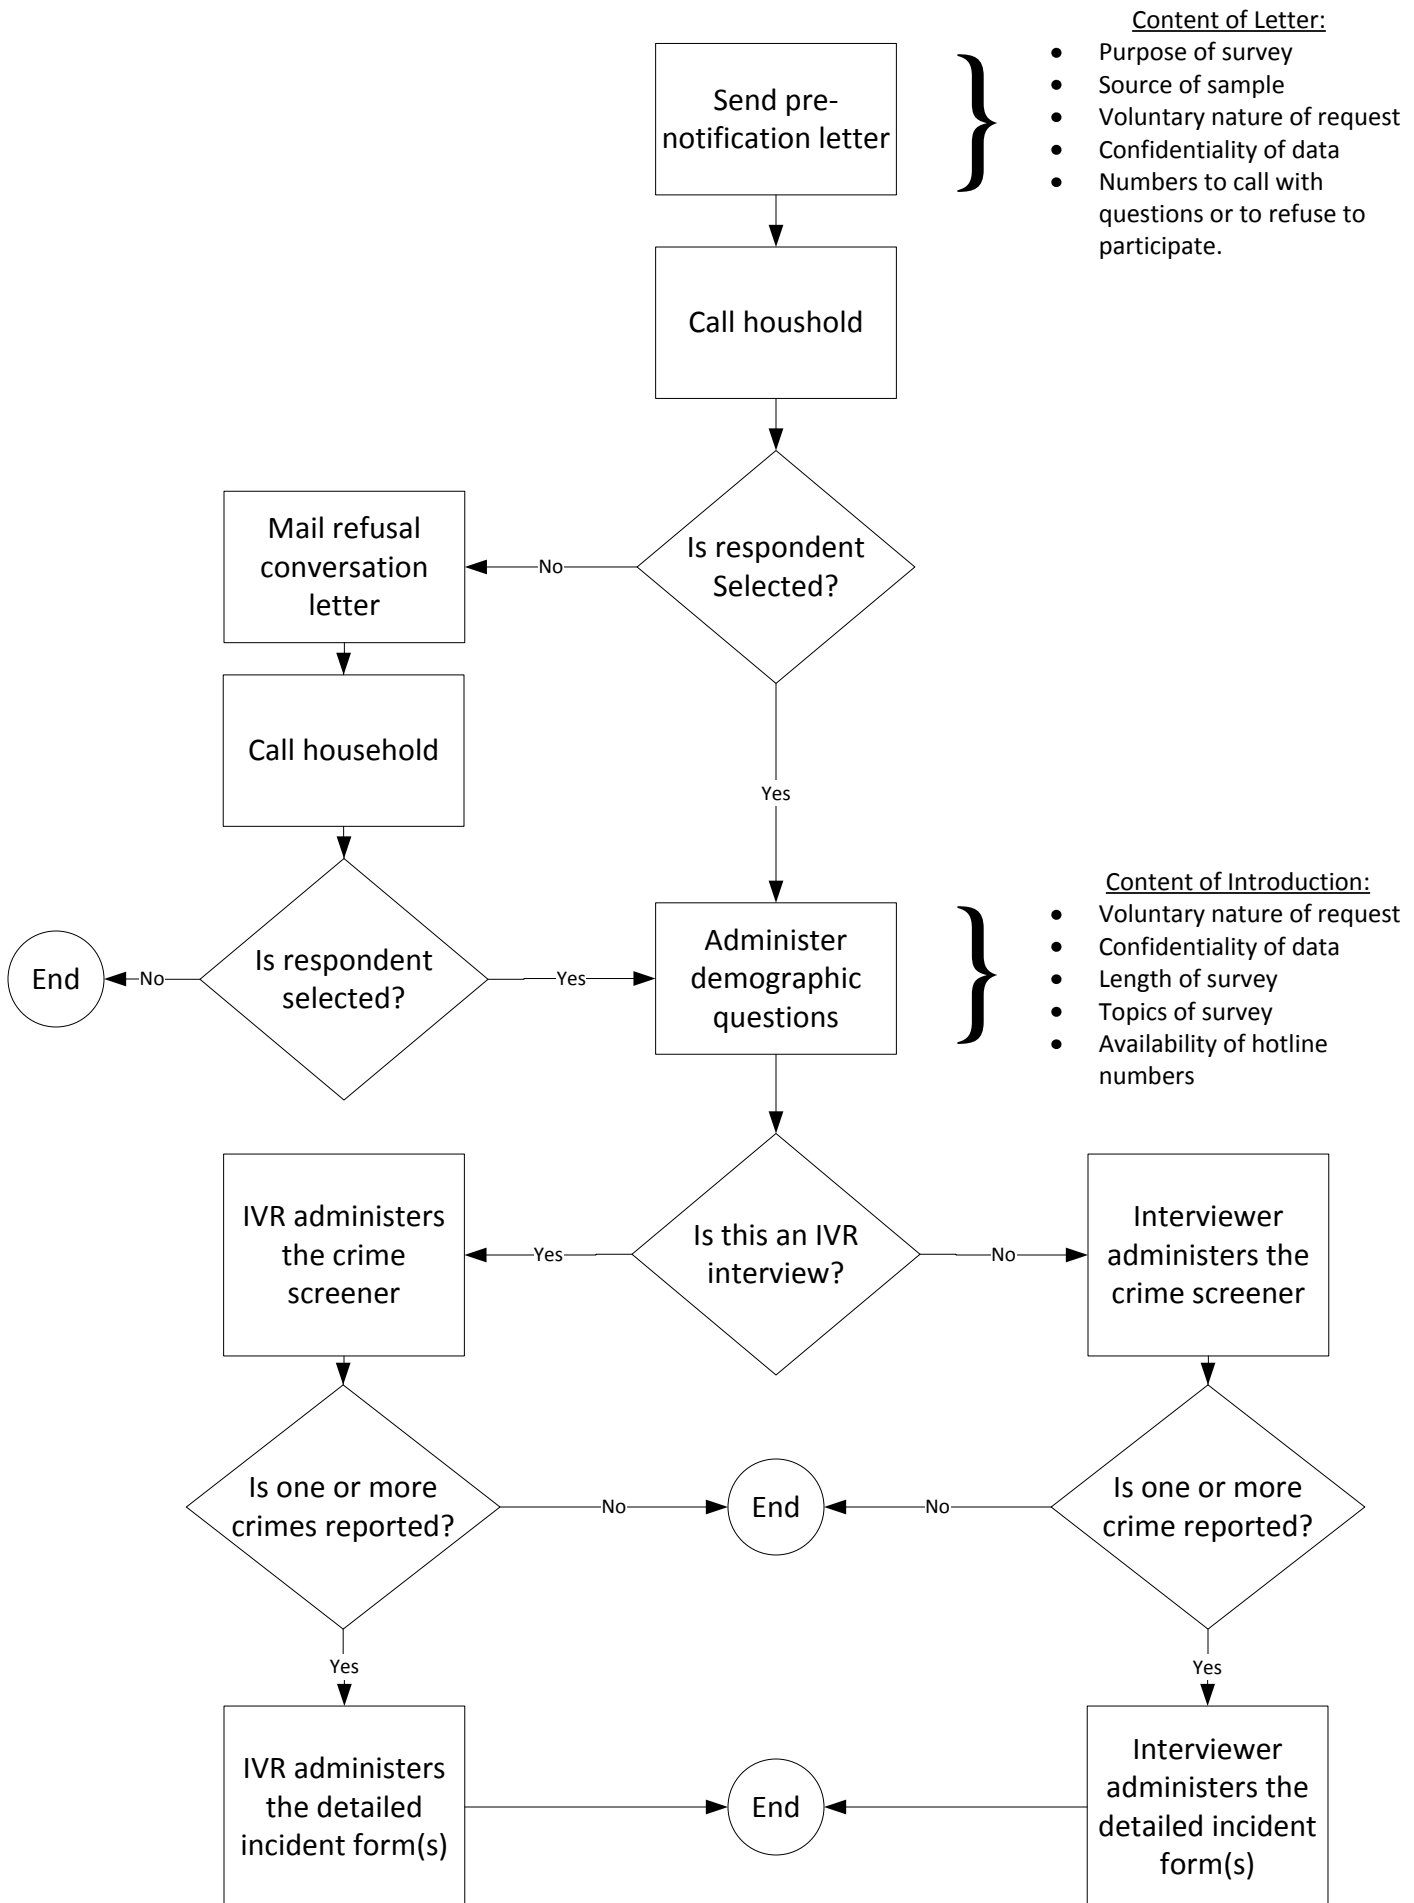 Content of Letter:
• Purpose of survey
• Source of sample
• Voluntary nature of request
• Confidentiality of data
• Numbers to call with
questions or to refuse to
participate.
Send pre-
notification letter
Call houshold
Is respondent
Selected?
No
Mail refusal
conversation
letter
Call household
Yes
Content of Introduction:
• Voluntary nature of request
• Confidentiality of data
• Length of survey
• Topics of survey
• Availability of hotline
numbers
Is respondent
selected?
No
End
Yes
Administer
demographic
questions
Is this an IVR
interview?
Yes
No
IVR administers
the crime
screener
Interviewer
administers the
crime screener
Is one or more
crimes reported?
No
End
No
Is one or more
crime reported?
Yes
Yes
IVR administers
the detailed
incident form(s)
End
Interviewer
administers the
detailed incident
form(s)